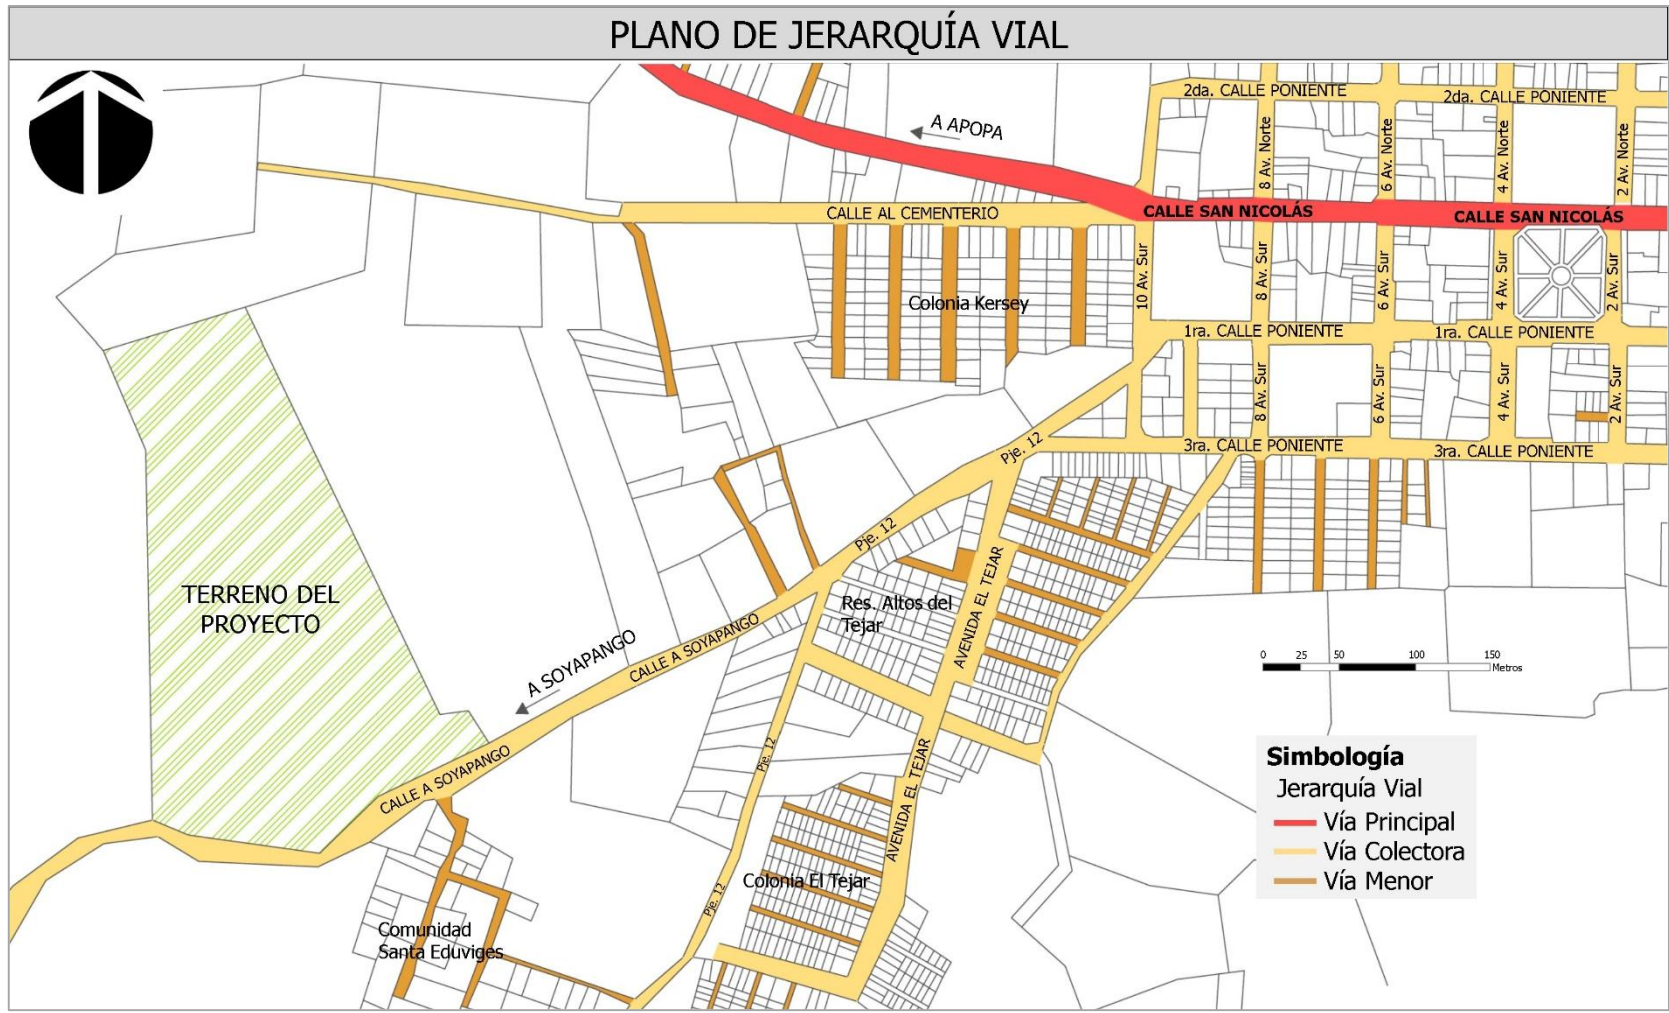 PLANO DE JERARQUÍA VIAL
2da. CALLE PONIENTE
2da. CALLE PONIENTE
A APOPA
8 Av. Norte
6 Av. Norte
4 Av. Norte
2 Av. Norte
CALLE AL CEMENTERIO
CALLE SAN NICOLÁS
CALLE SAN NICOLÁS
10 Av. Sur
8 Av. Sur
6 Av. Sur
4 Av. Sur
2 Av. Sur
Colonia Kersey
1ra. CALLE PONIENTE
1ra. CALLE PONIENTE
8 Av. Sur
6 Av. Sur
4 Av. Sur
2 Av. Sur
Pje. 12
3ra. CALLE PONIENTE
3ra. CALLE PONIENTE
Pje. 12
TERRENO DEL
PROYECTO
Res. Altos del
Tejar
AVENIDA EL TEJAR
A SOYAPANGO
CALLE A SOYAPANGO
0 25 50 100 150
Metros
CALLE A SOYAPANGO
Pje. 12
AVENIDA EL TEJAR
Simbología
Jerarquía Vial
Vía Principal
Vía Colectora
Vía Menor
Colonia El Tejar
Pje. 12
Comunidad
Santa Eduviges